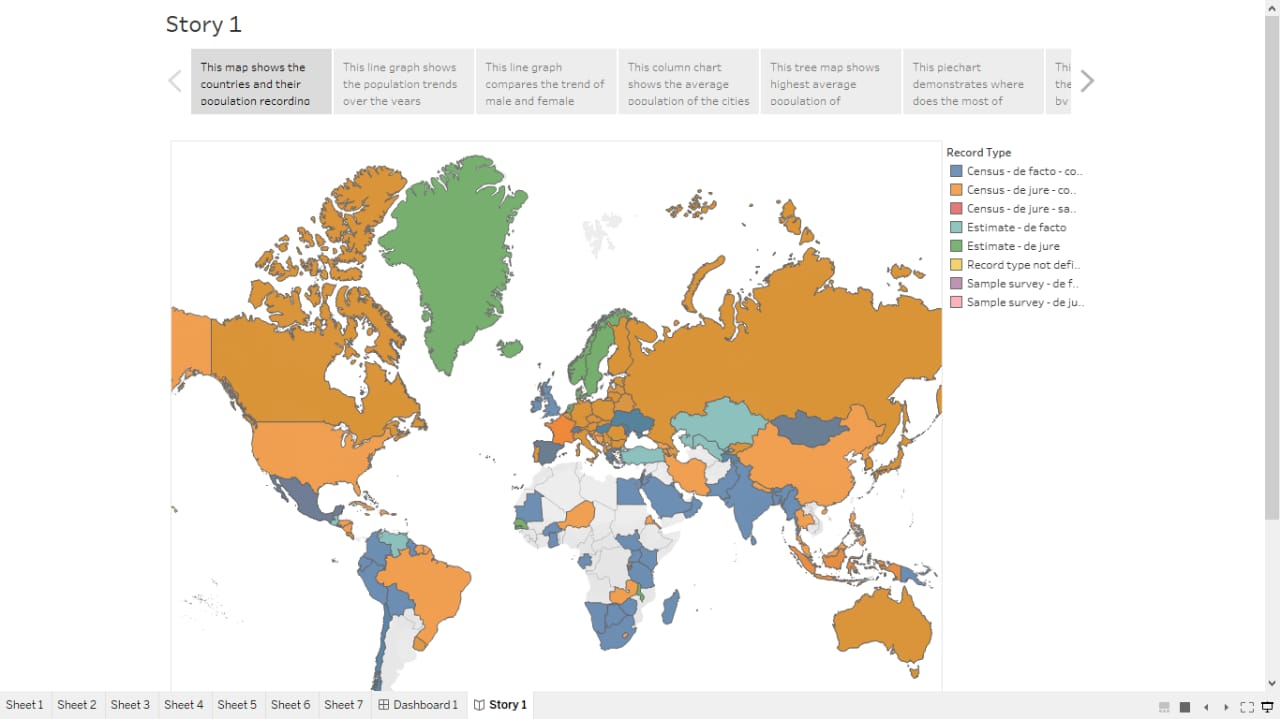 Story 1
This map shows the
countries and their
population recording
This line graph shows
the population trends
over the years
This line graph
compares the trend of
male and female
This column chart
shows the average
population of the cities
This tree map shows
highest average
population of
This piechart
demonstrates where
does the most of
Thi
the
by
Record Type
Census - de facto - co..
Census - de jure - co..
Census - de jure - sa..
Estimate - de facto
Estimate - de jure
Record type not defi..
Sample survey - de f..
Sample survey - de ju..
Sheet 1 Sheet 2 Sheet 3 Sheet 4 Sheet 5 Sheet 6 Sheet 7 Dashboard 1 Story 1